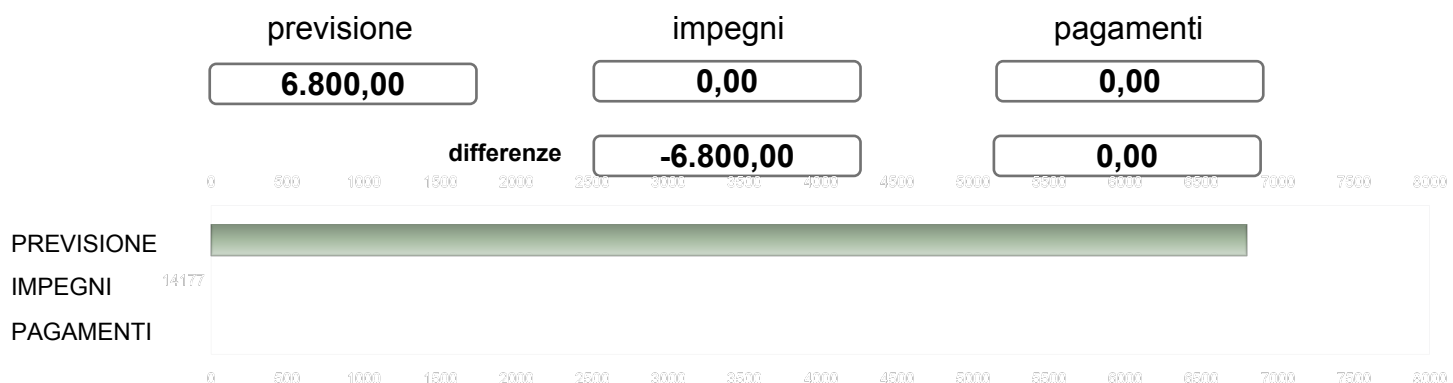 previsione impegni pagamenti
6.800,00 0,00 0,00
differenze -6.800,00 0,00
0 500 1000 1500 2000 2500 3000 3500 4000 4500 5000 5500 6000 6500 7000 7500 8000
PREVISIONE
14177
IMPEGNI
PAGAMENTI
0 500 1000 1500 2000 2500 3000 3500 4000 4500 5000 5500 6000 6500 7000 7500 8000